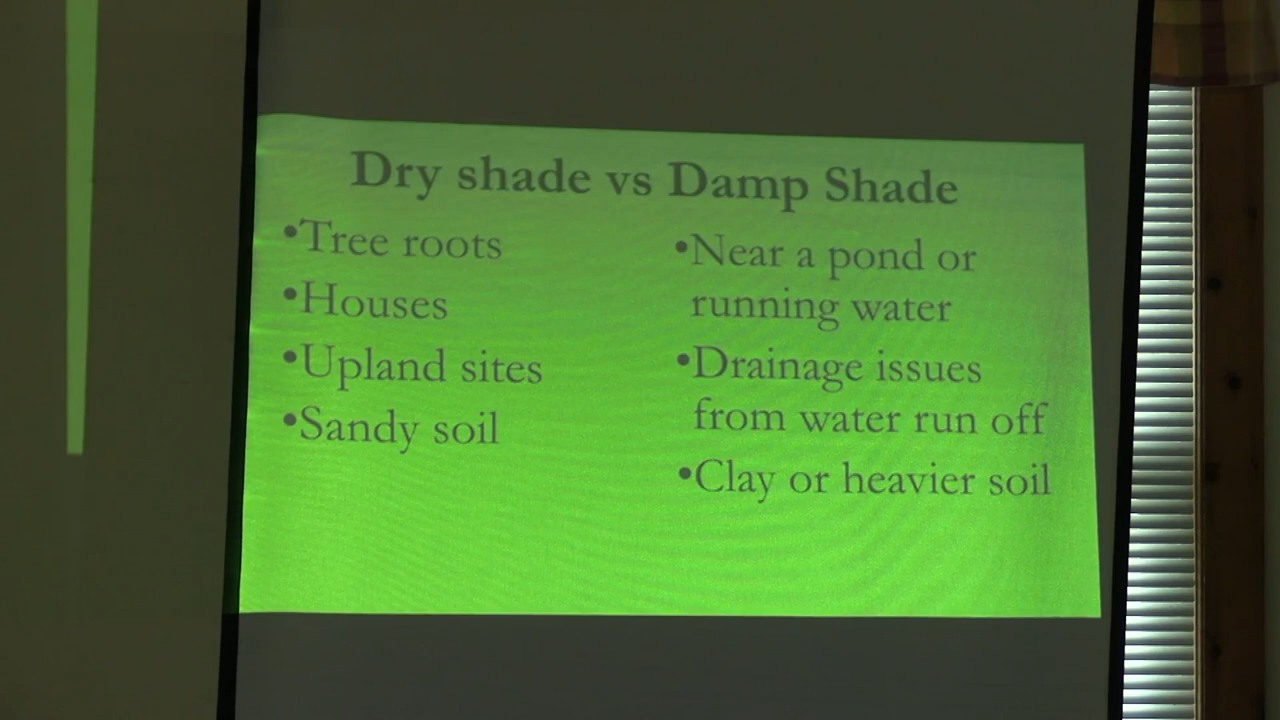 Dry shade vs Damp Shade
•Tree roots
•Houses
•Upland sites
•Sandy soil
•Near a pond or
running water
•Drainage issues
from water run off
•Clay or heavier soil